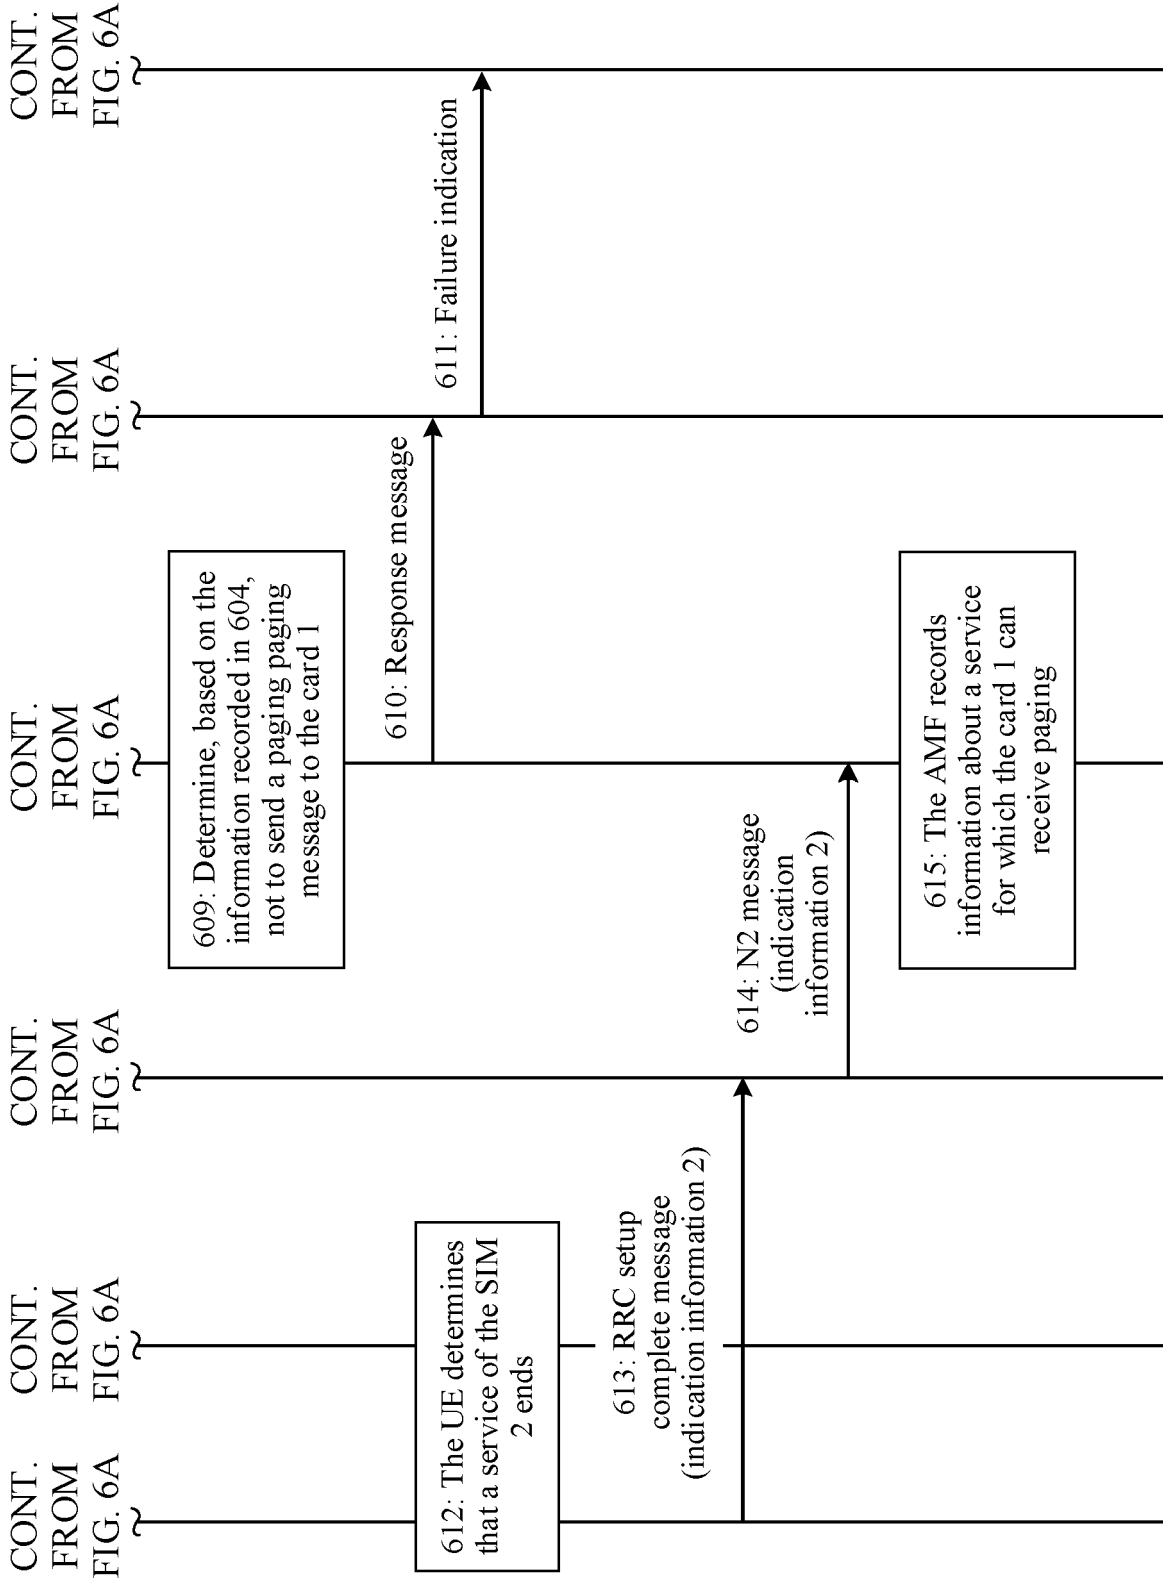 CONT.
FROM
FIG. 6A
CONT.
FROM
FIG. 6A
CONT.
FROM
FIG. 6A
CONT.
FROM
FIG. 6A
CONT.
FROM
FIG. 6A
CONT.
FROM
FIG. 6A
609: Determine, based on the
information recorded in 604,
not to send a paging paging
message to the card 1
610: Response message
611: Failure indication
612: The UE determines
that a service of the SIM
2 ends
613: RRC setup
complete message
(indication information 2)
614: N2 message
(indication
information 2)
615: The AMF records
information about a service
for which the card 1 can
receive paging